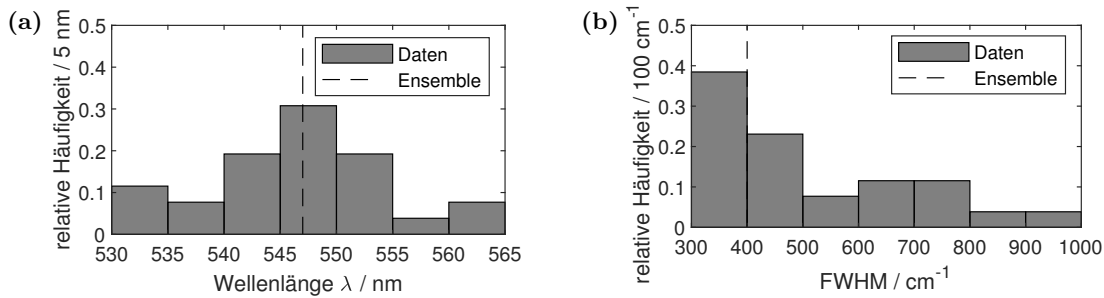 (a)
relative Häufigkeit / 5 nm
0.5
0.4
0.3
0.2
0.1
0
530 535 540 545 550 555 560 565
Wellenlänge λ / nm
Daten
Ensemble
(b)
relative Häufigkeit / 100 cm⁻¹
0.5
0.4
0.3
0.2
0.1
0
300 400 500 600 700 800 900 1000
FWHM / cm⁻¹
Daten
Ensemble